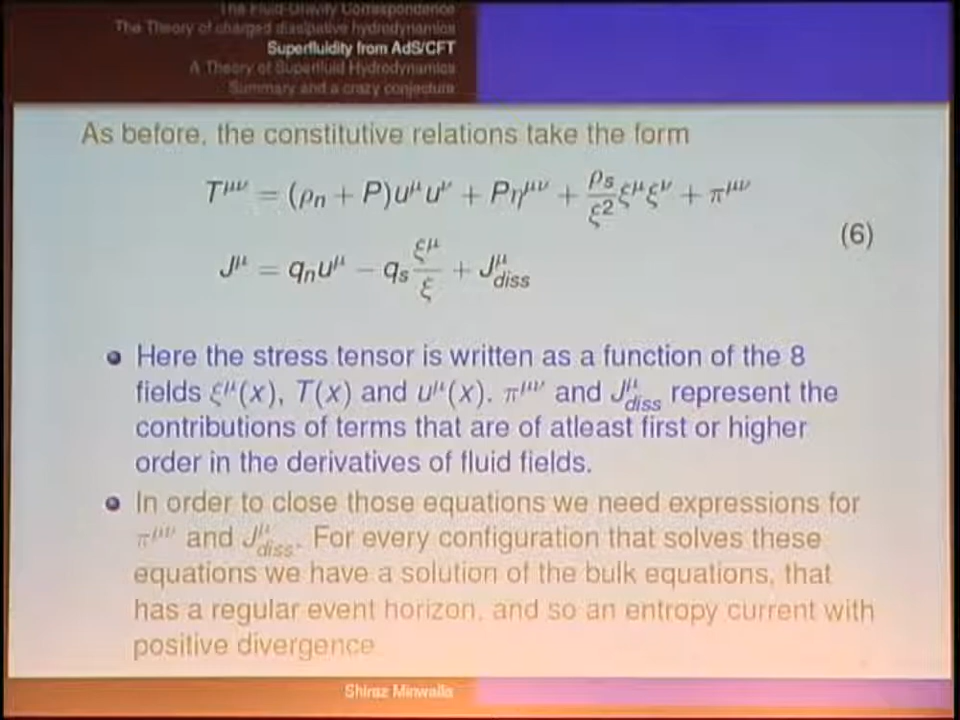 The Fluid-Gravity Correspondence
The Theory of charged dissipative hydrodynamics
Superfluidity from AdS/CFT
A Theory of Superfluid Hydrodynamics
Summary and a crazy conjecture
As before, the constitutive relations take the form
T^{μν} = (ρ_n + P)u^μ u^ν + Pη^{μν} + \frac{ρ_s}{ξ^2} ξ^μ ξ^ν + π^{μν}
(6)
J^μ = q_n u^μ − q_s \frac{ξ^μ}{ξ} + J^μ_{diss}
Here the stress tensor is written as a function of the 8
fields ξ^μ(x), T(x) and u^μ(x). π^{μν} and J^μ_{diss} represent the
contributions of terms that are of atleast first or higher
order in the derivatives of fluid fields.
In order to close those equations we need expressions for
π^{μν} and J^μ_{diss}. For every configuration that solves these
equations we have a solution of the bulk equations, that
has a regular event horizon, and so an entropy current with
positive divergence
Shiraz Minwalla